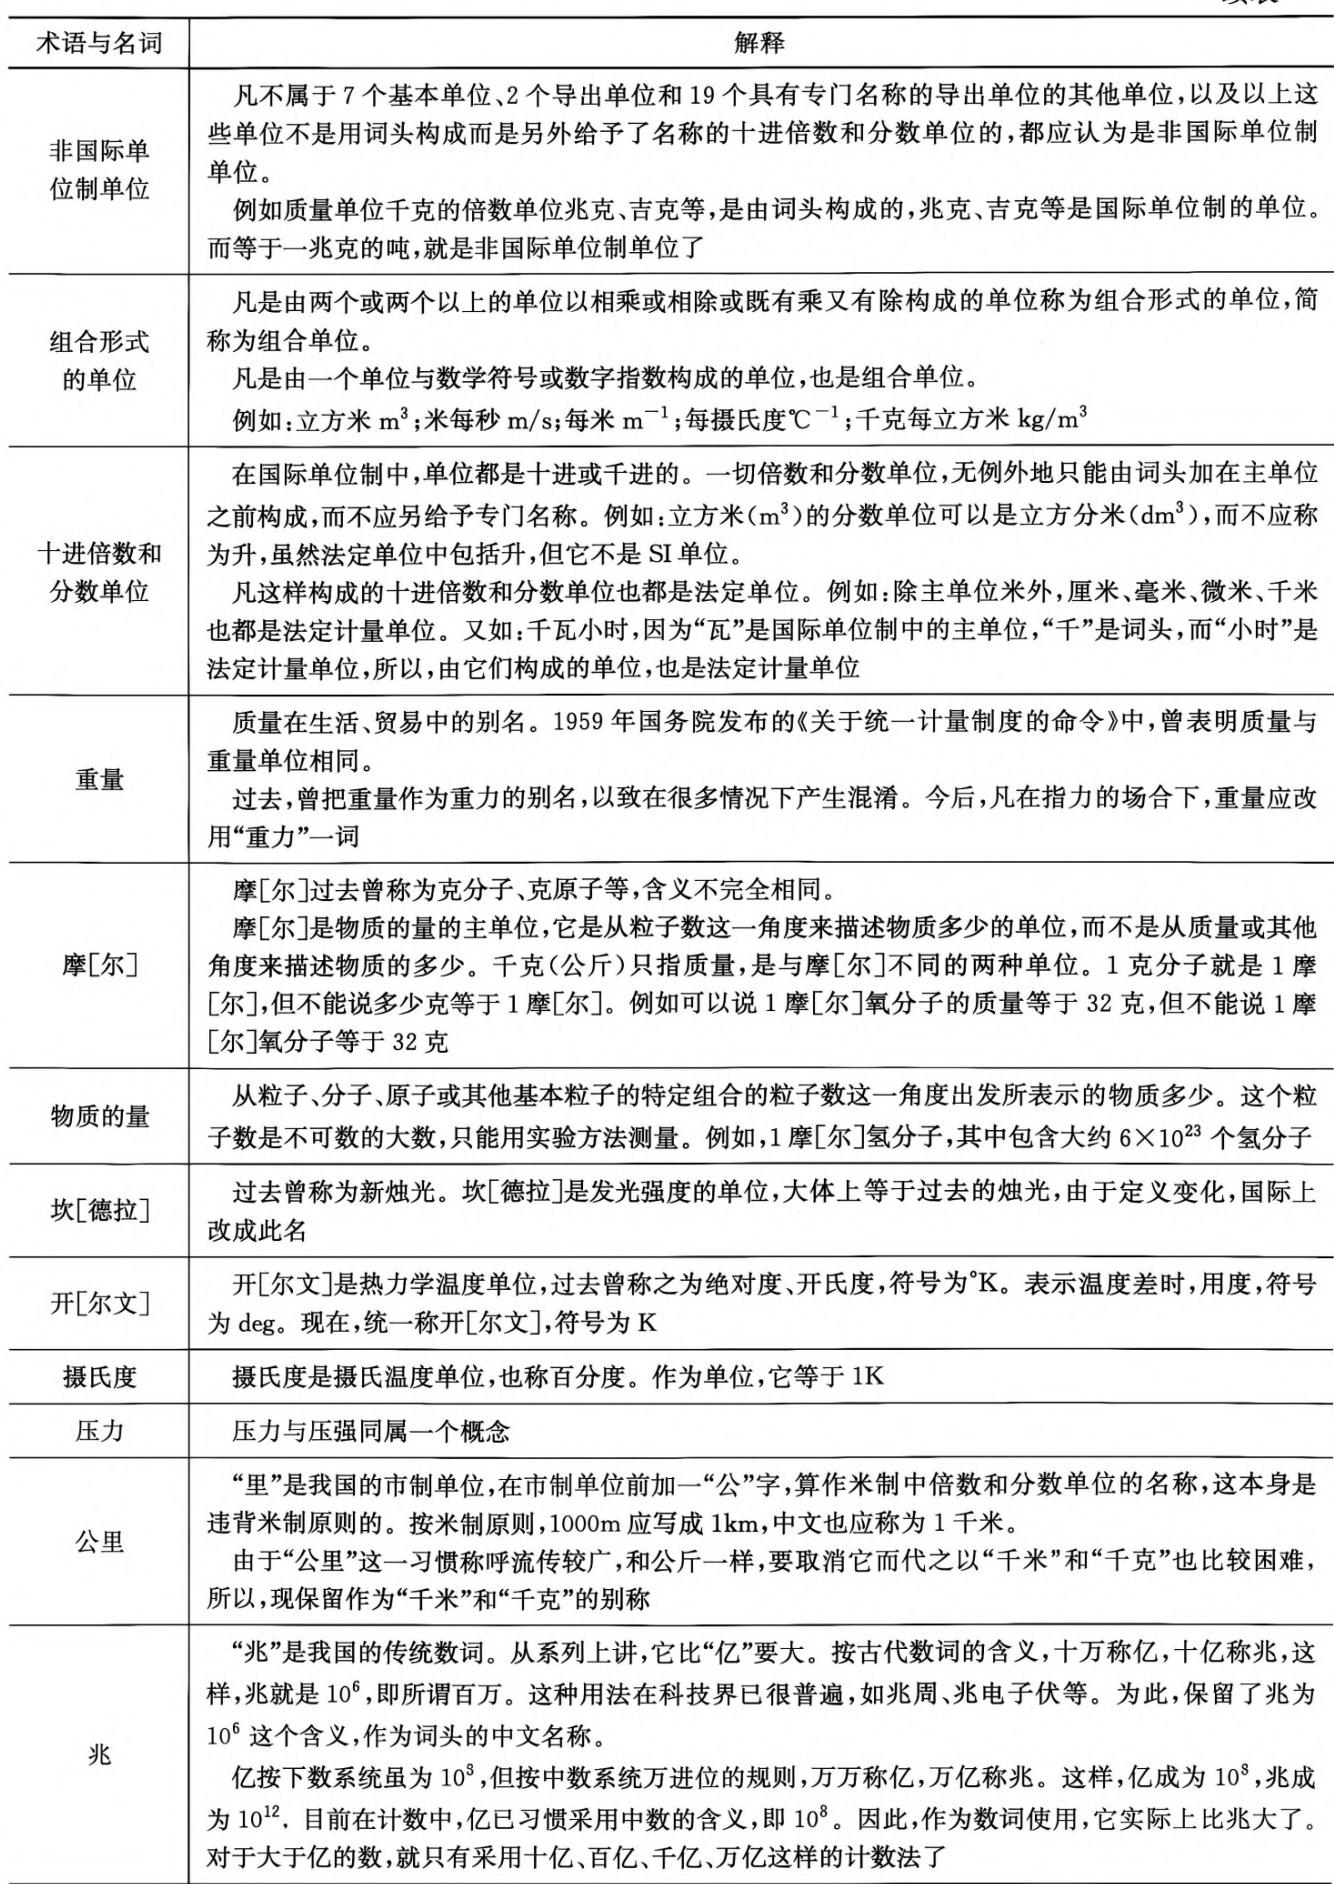 术语与名词 解释
非国际单
位制单位
凡不属于 7 个基本单位、2 个导出单位和 19 个具有专门名称的导出单位的其他单位,以及以上这
些单位不是用词头构成而是另外给予了名称的十进倍数和分数单位的,都应认为是非国际单位制
单位。
例如质量单位千克的倍数单位兆克、吉克等,是由词头构成的,兆克、吉克等是国际单位制的单位。
而等于一兆克的吨,就是非国际单位制单位了
组合形式
的单位
凡是由两个或两个以上的单位以相乘或相除或既有乘又有除构成的单位称为组合形式的单位,简
称为组合单位。
凡是由一个单位与数学符号或数字指数构成的单位,也是组合单位。
例如:立方米 m³;米每秒 m/s;每米 m⁻¹;每摄氏度℃⁻¹;千克每立方米 kg/m³
十进倍数和
分数单位
在国际单位制中,单位都是十进或千进的。一切倍数和分数单位,无例外地只能由词头加在主单位
之前构成,而不应另给予专门名称。例如:立方米(m³)的分数单位可以是立方分米(dm³),而不应称
为升,虽然法定单位中包括升,但它不是 SI 单位。
凡这样构成的十进倍数和分数单位也都是法定单位。例如:除主单位米外,厘米、毫米、微米、千米
也都是法定计量单位。又如:千瓦小时,因为“瓦”是国际单位制中的主单位,“千”是词头,而“小时”是
法定计量单位,所以,由它们构成的单位,也是法定计量单位
重量
质量在生活、贸易中的别名。1959 年国务院发布的《关于统一计量制度的命令》中,曾表明质量与
重量单位相同。
过去,曾把重量作为重力的别名,以致在很多情况下产生混淆。今后,凡在指力的场合下,重量应改
用“重力”一词
摩[尔]
摩[尔]过去曾称为克分子、克原子等,含义不完全相同。
摩[尔]是物质的量的主单位,它是从粒子数这一角度来描述物质多少的单位,而不是从质量或其他
角度来描述物质的多少。千克(公斤)只指质量,是与摩[尔]不同的两种单位。1 克分子就是 1 摩
[尔],但不能说多少克等于 1 摩[尔]。例如可以说 1 摩[尔]氧分子的质量等于 32 克,但不能说 1 摩
[尔]氧分子等于 32 克
物质的量
从粒子、分子、原子或其他基本粒子的特定组合的粒子数这一角度出发所表示的物质多少。这个粒
子数是不可数的大数,只能用实验方法测量。例如,1 摩[尔]氢分子,其中包含大约 6×10²³ 个氢分子
坎[德拉]
过去曾称为新烛光。坎[德拉]是发光强度的单位,大体上等于过去的烛光,由于定义变化,国际上
改成此名
开[尔文]
开[尔文]是热力学温度单位,过去曾称之为绝对度、开氏度,符号为°K。表示温度差时,用度,符号
为 deg。现在,统一称开[尔文],符号为 K
摄氏度
摄氏度是摄氏温度单位,也称百分度。作为单位,它等于 1K
压力
压力与压强同属一个概念
公里
“里”是我国的市制单位,在市制单位前加一“公”字,算作米制中倍数和分数单位的名称,这本身是
违背米制原则的。按米制原则,1000m 应写成 1km,中文也应称为 1 千米。
由于“公里”这一习惯称呼流传较广,和公斤一样,要取消它而代之以“千米”和“千克”也比较困难,
所以,现保留作为“千米”和“千克”的别称
兆
“兆”是我国的传统数词。从系列上讲,它比“亿”要大。按古代数词的含义,十万称亿,十亿称兆,这
样,兆就是 10⁶,即所谓百万。这种用法在科技界已很普遍,如兆周、兆电子伏等。为此,保留了兆为
10⁶ 这个含义,作为词头的中文名称。
亿按下数系统虽为 10⁵,但按中数系统万进位的规则,万万称亿,万亿称兆。这样,亿成为 10⁸,兆成
为 10¹². 目前在计数中,亿已习惯采用中数的含义,即 10⁸。因此,作为数词使用,它实际上比兆大了。
对于大于亿的数,就只有采用十亿、百亿、千亿、万亿这样的计数法了